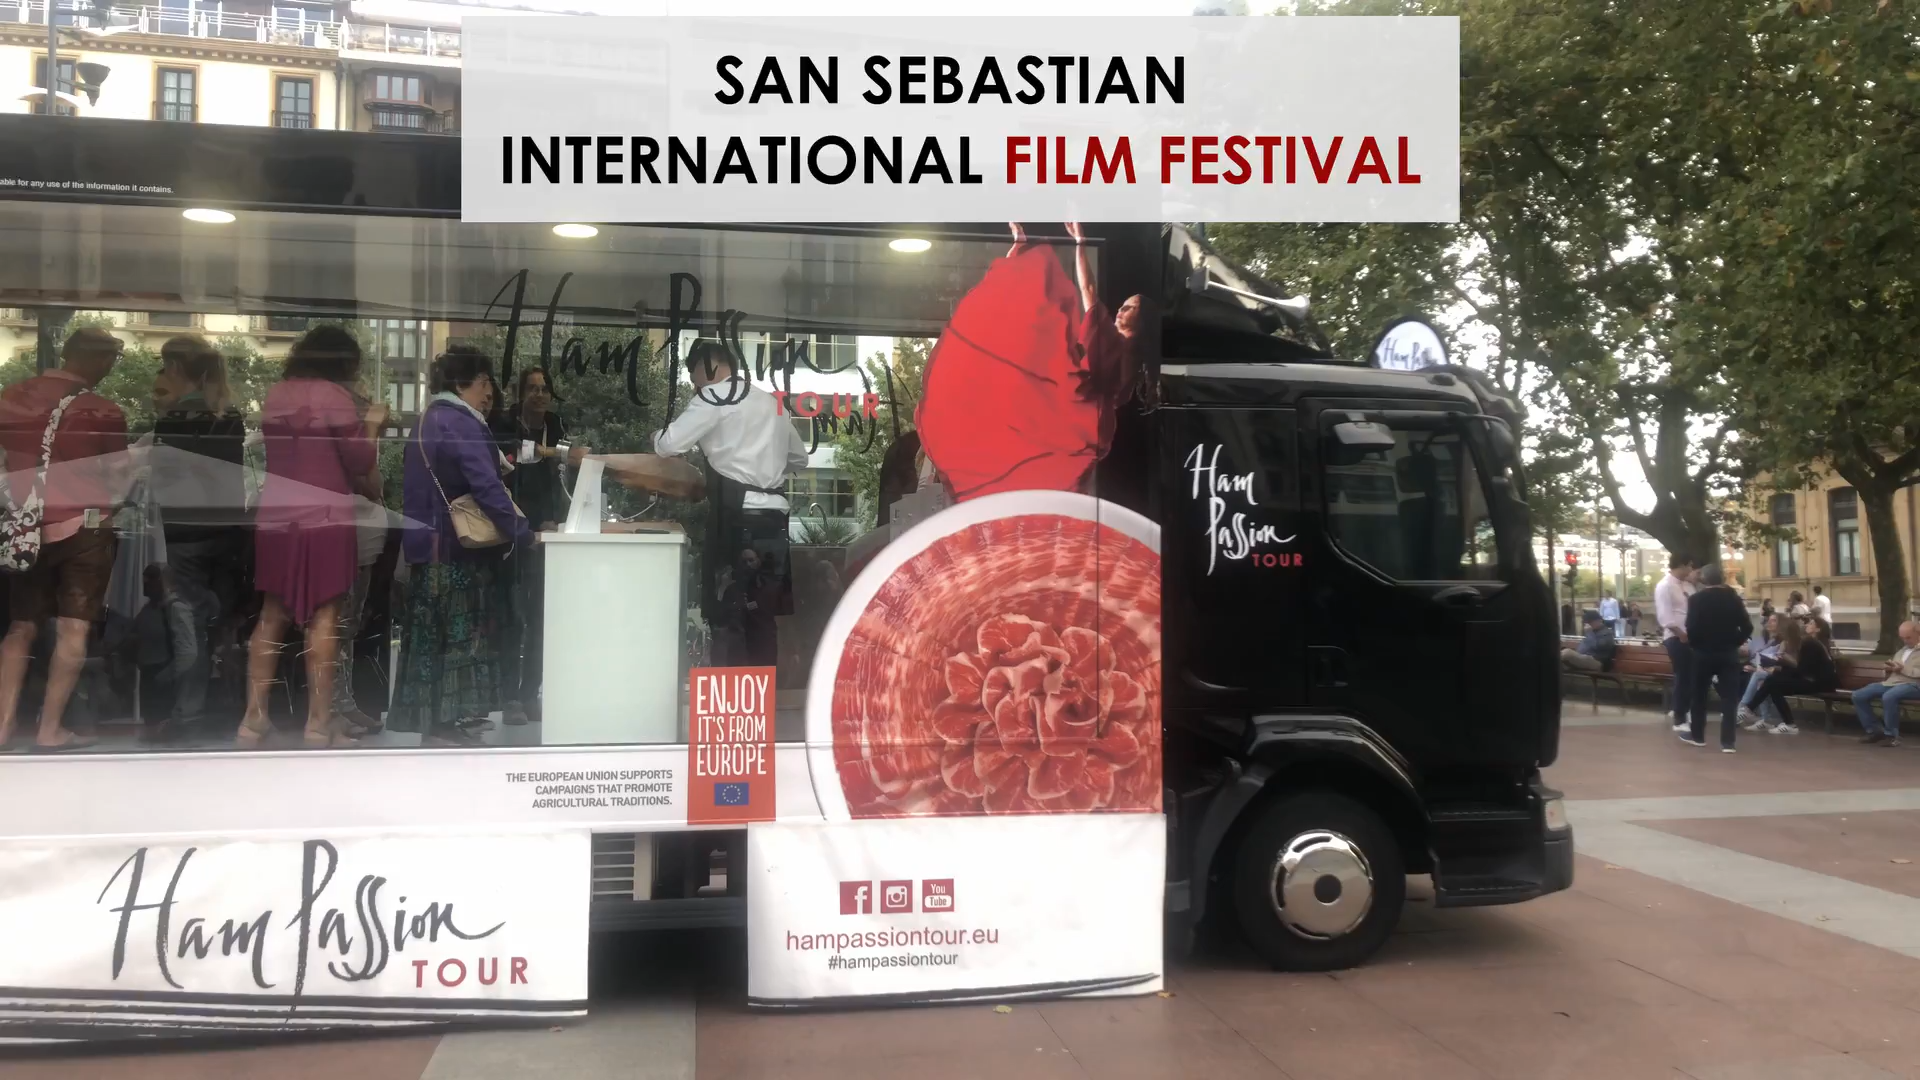 SAN SEBASTIAN
INTERNATIONAL FILM FESTIVAL
able for any use of the information it contains.
Ham Passion
TOUR
Ham
Passion
TOUR
ENJOY
IT'S FROM
EUROPE
THE EUROPEAN UNION SUPPORTS
CAMPAIGNS THAT PROMOTE
AGRICULTURAL TRADITIONS.
Ham Passion
TOUR
You
Tube
hampassiontour.eu
#hampassiontour